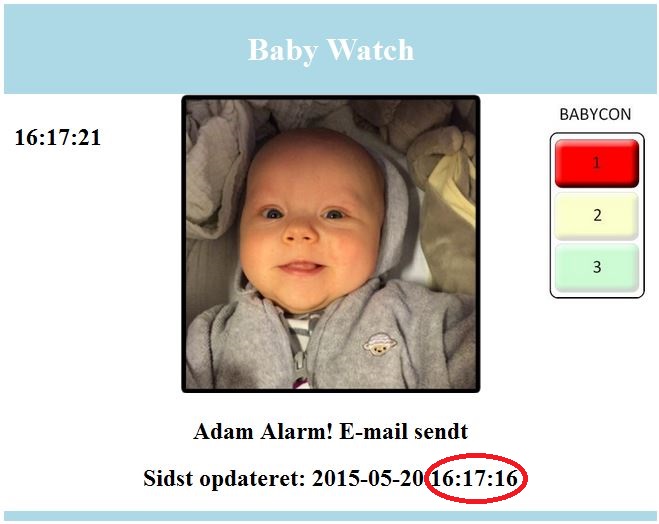 Baby Watch
16:17:21
BABYCON
1
2
3
Adam Alarm! E-mail sendt
Sidst opdateret: 2015-05-20 16:17:16